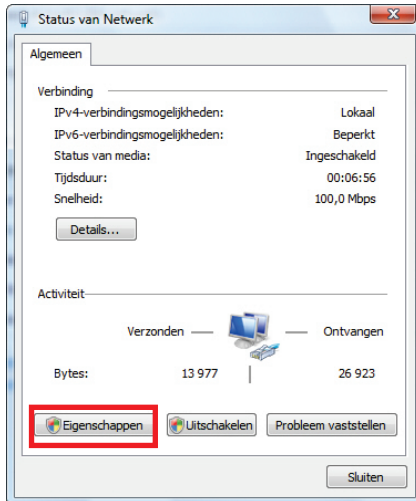 Status van Netwerk
Algemeen
Verbinding
IPv4-verbindingsmogelijkheden: Lokaal
IPv6-verbindingsmogelijkheden: Beperkt
Status van media: Ingeschakeld
Tijdsduur: 00:06:56
Snelheid: 100,0 Mbps
Details...
Activiteit
Verzonden — — Ontvangen
Bytes: 13 977 | 26 923
Eigenschappen Uitschakelen Probleem vaststellen
Sluiten